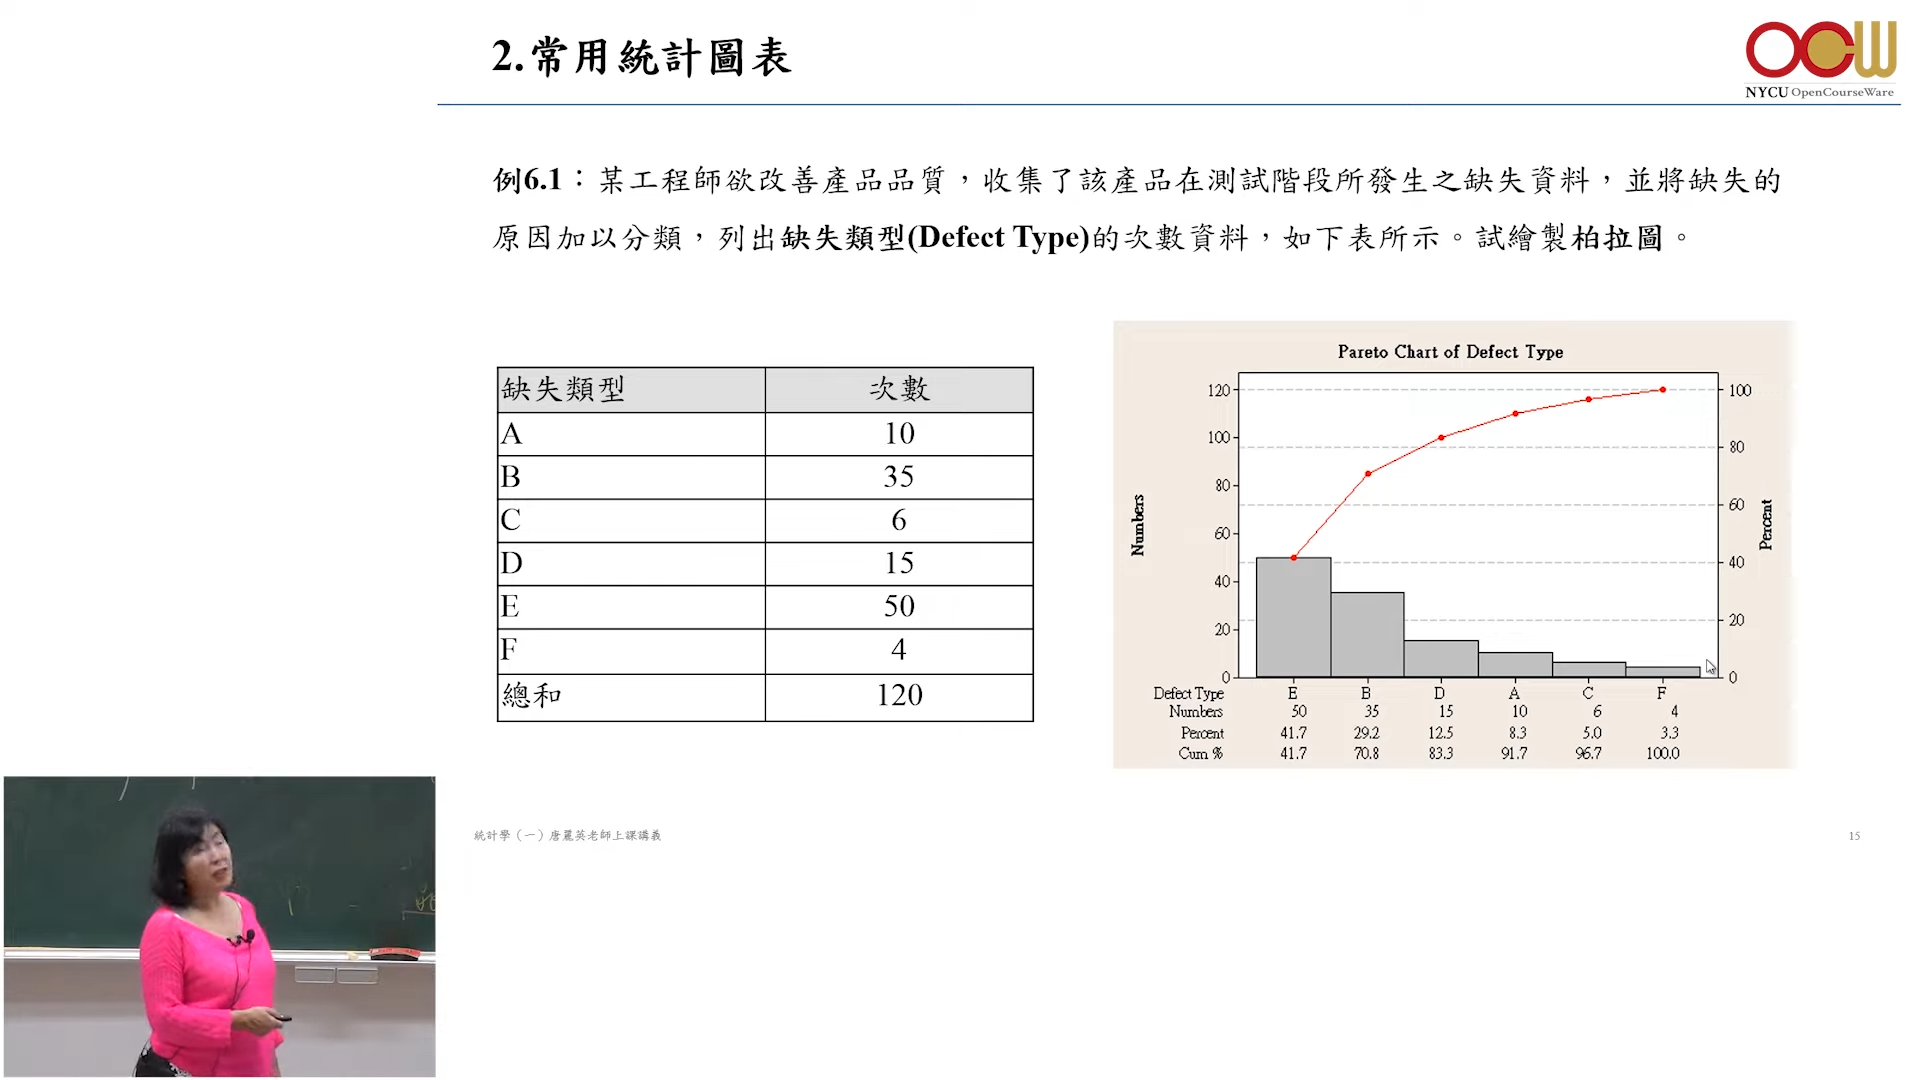 2.常用統計圖表
OCW
NYCU OpenCourseWare
例6.1：某工程師欲改善產品品質，收集了該產品在測試階段所發生之缺失資料，並將缺失的
原因加以分類，列出缺失類型(Defect Type)的次數資料，如下表所示。試繪製柏拉圖。
缺失類型 次數
A 10
B 35
C 6
D 15
E 50
F 4
總和 120
Pareto Chart of Defect Type
Numbers
120
100
80
60
40
20
0
Percent
100
80
60
40
20
0
Defect Type E B D A C F
Numbers 50 35 15 10 6 4
Percent 41.7 29.2 12.5 8.3 5.0 3.3
Cum % 41.7 70.8 83.3 91.7 96.7 100.0
統計學（一）唐麗英老師上課講義
15